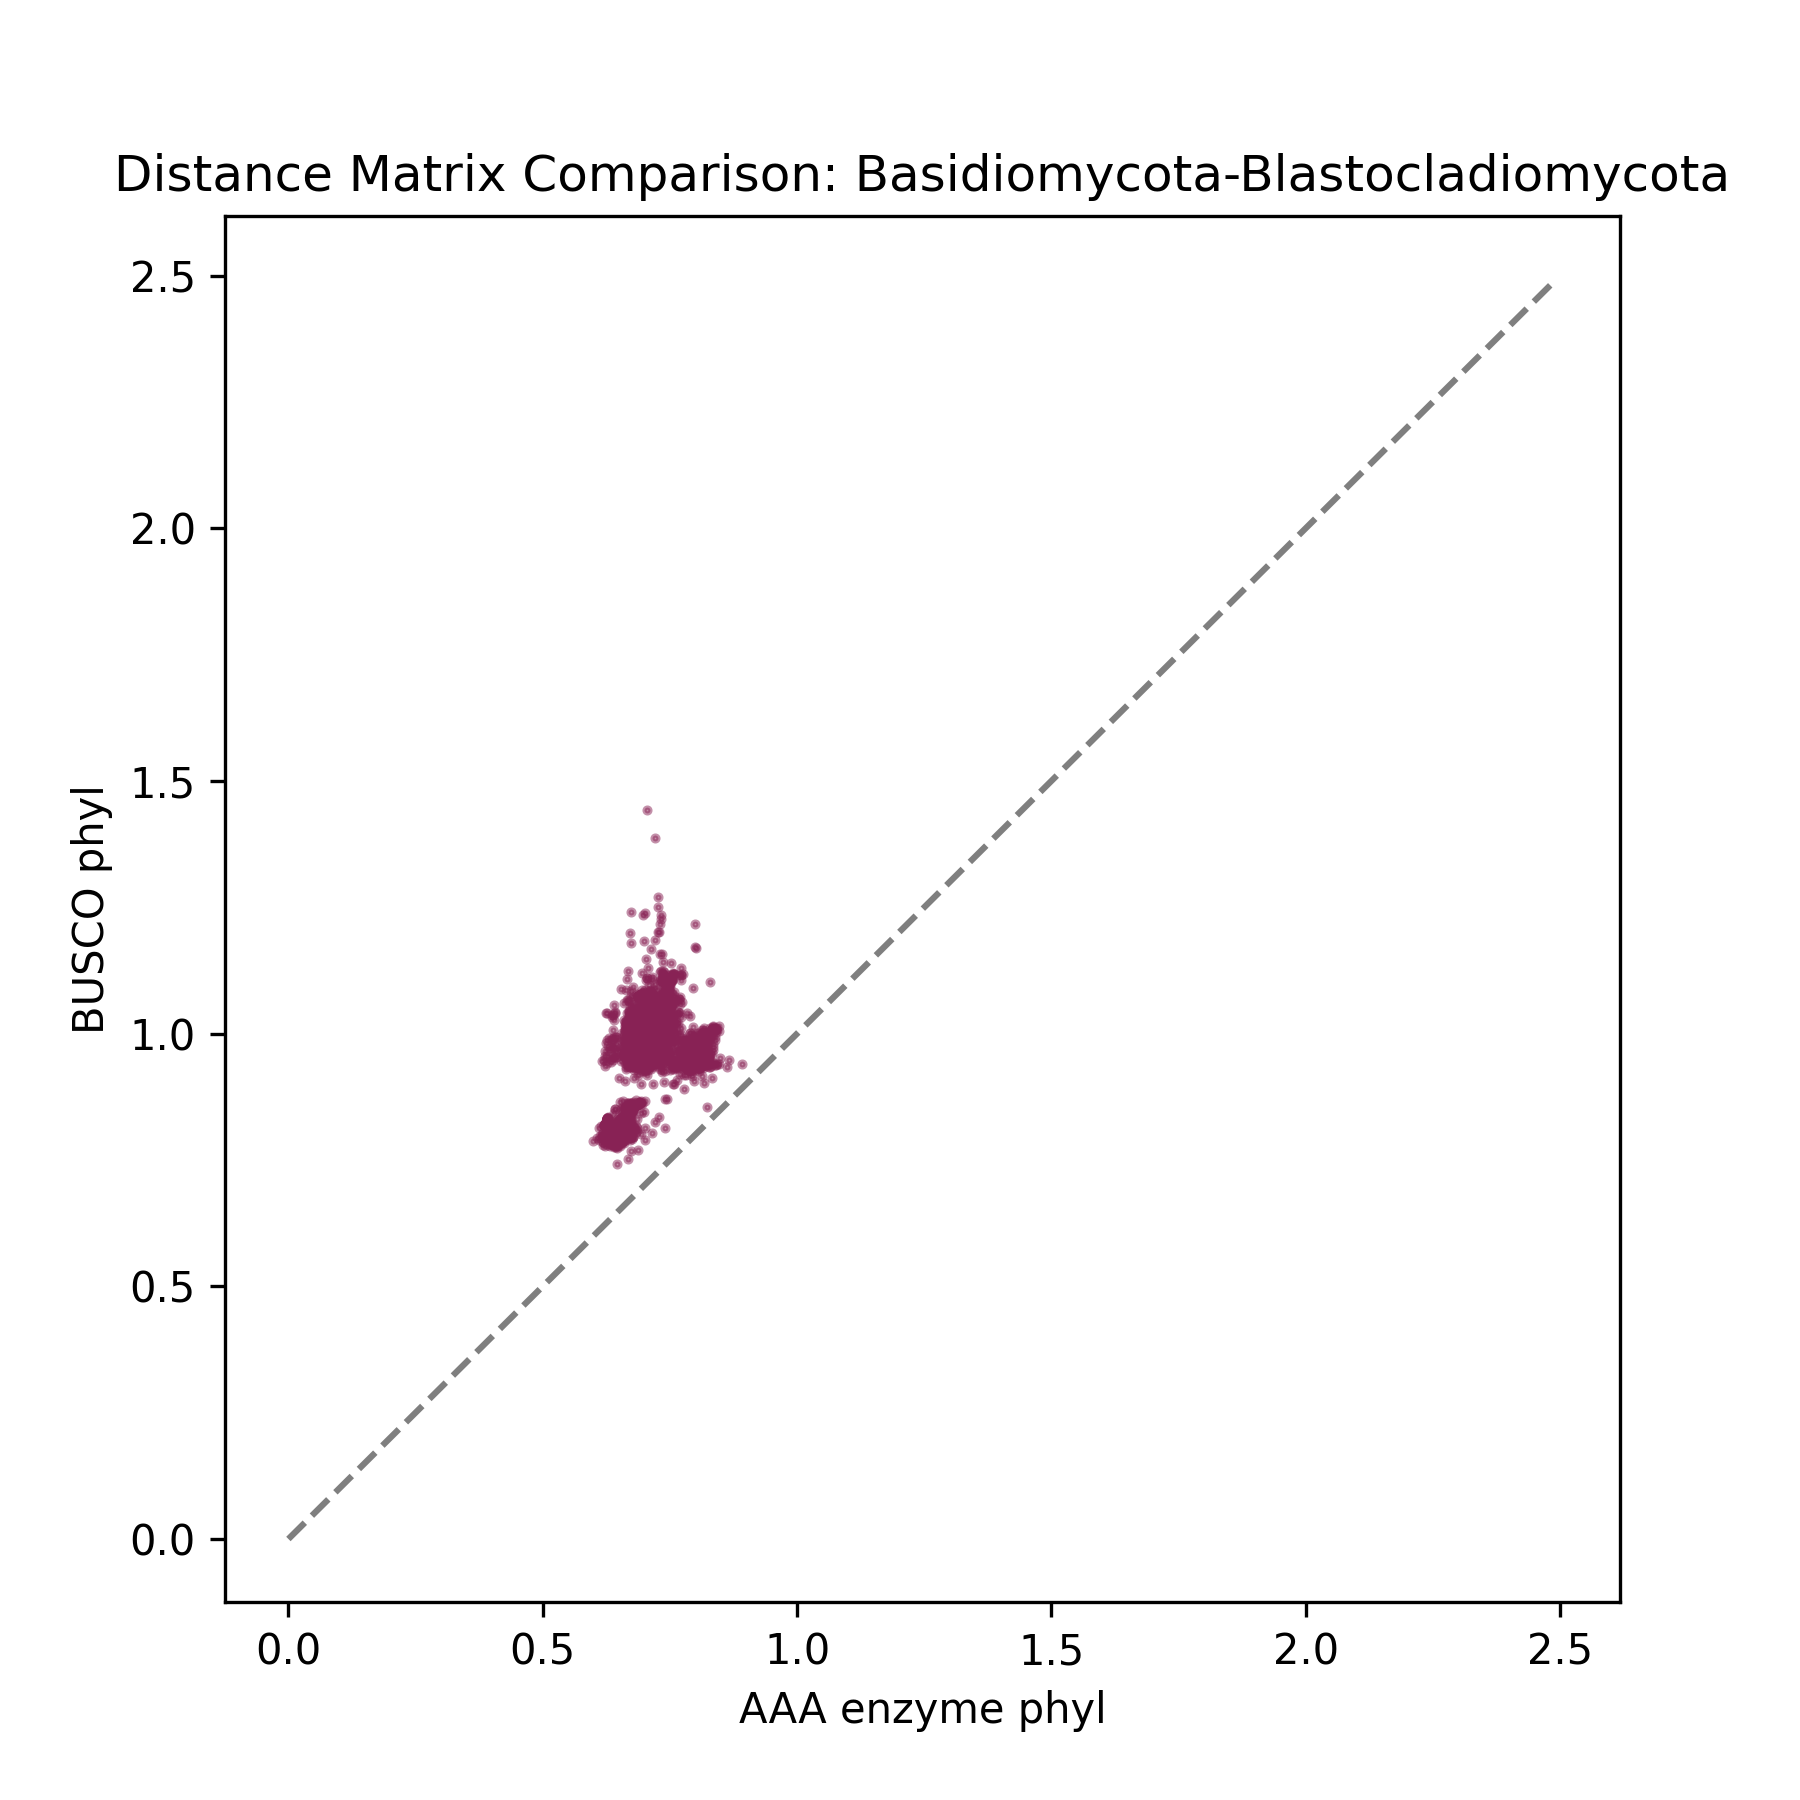 Distance Matrix Comparison: Basidiomycota-Blastocladiomycota
2.5
2.0
1.5
1.0
0.5
0.0
BUSCO phyl
0.0 0.5 1.0 1.5 2.0 2.5
AAA enzyme phyl